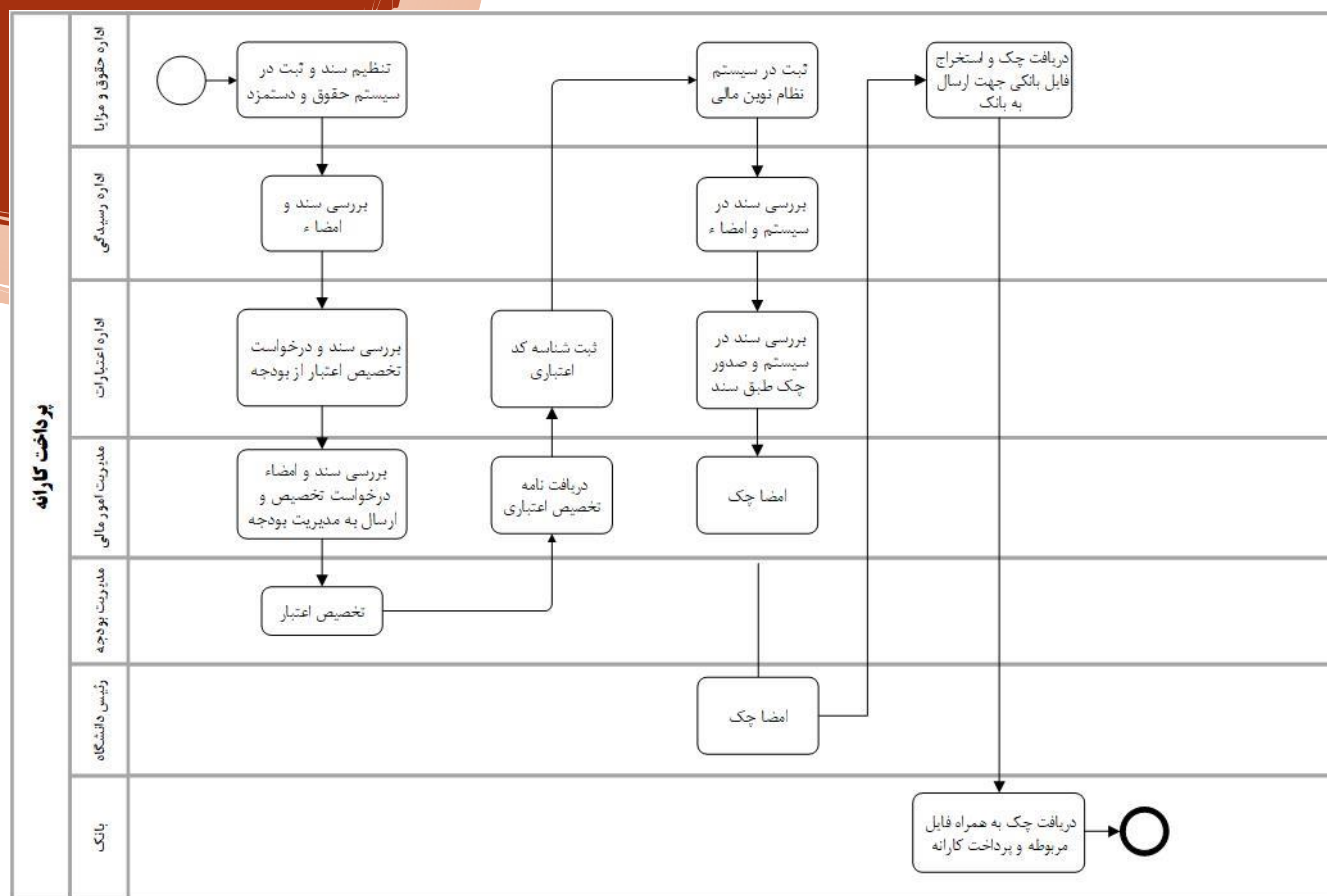 پرداخت کارانه
اداره حقوق و مزایا
تنظیم سند و ثبت در
سیستم حقوق و دستمزد
ثبت در سیستم
نظام نوین مالی
دریافت چک و استخراج
فایل بانکی جهت ارسال
به بانک
اداره رسیدگی
بررسی سند و
امضا ء
بررسی سند در
سیستم و امضا ء
اداره اعتبارات
بررسی سند و درخواست
تخصیص اعتبار از بودجه
ثبت شناسه کد
اعتباری
بررسی سند در
سیستم و صدور
چک طبق سند
مدیریت امور مالی
بررسی سند و امضاء
درخواست تخصیص و
ارسال به مدیریت بودجه
دریافت نامه
تخصیص اعتباری
امضا چک
مدیریت بودجه
تخصیص اعتبار
رئیس دانشگاه
امضا چک
بانک
دریافت چک به همراه فایل
مربوطه و پرداخت کارانه